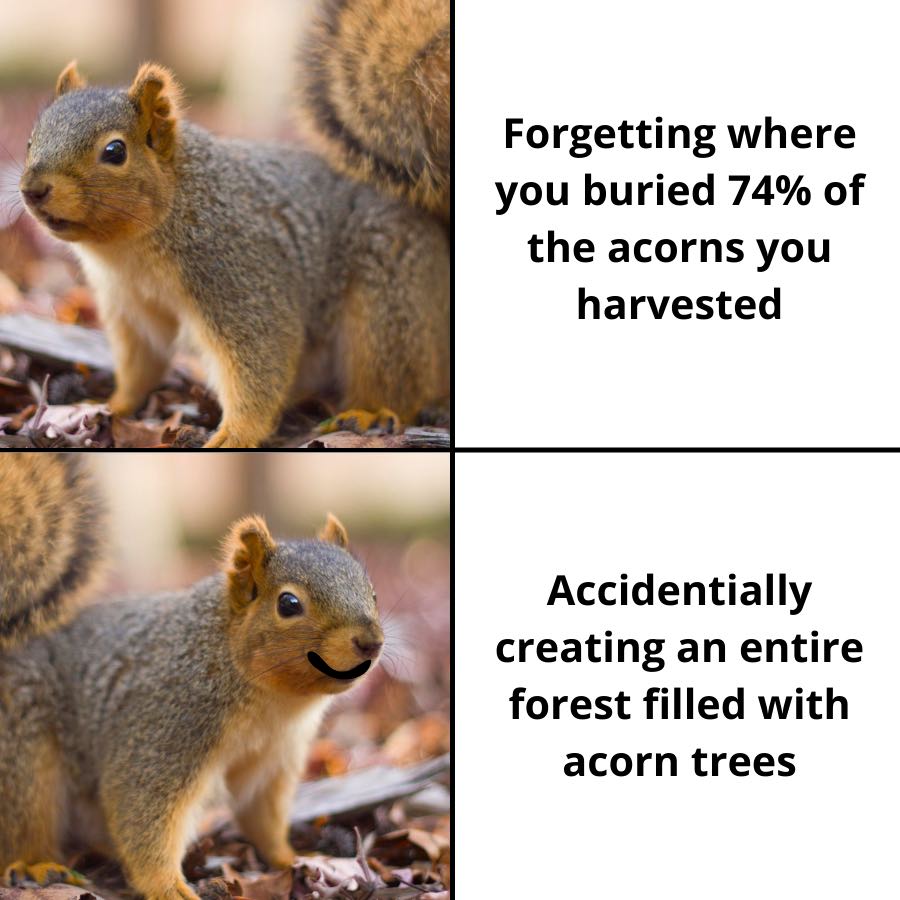 Forgetting where
you buried 74% of
the acorns you
harvested
Accidentially
creating an entire
forest filled with
acorn trees